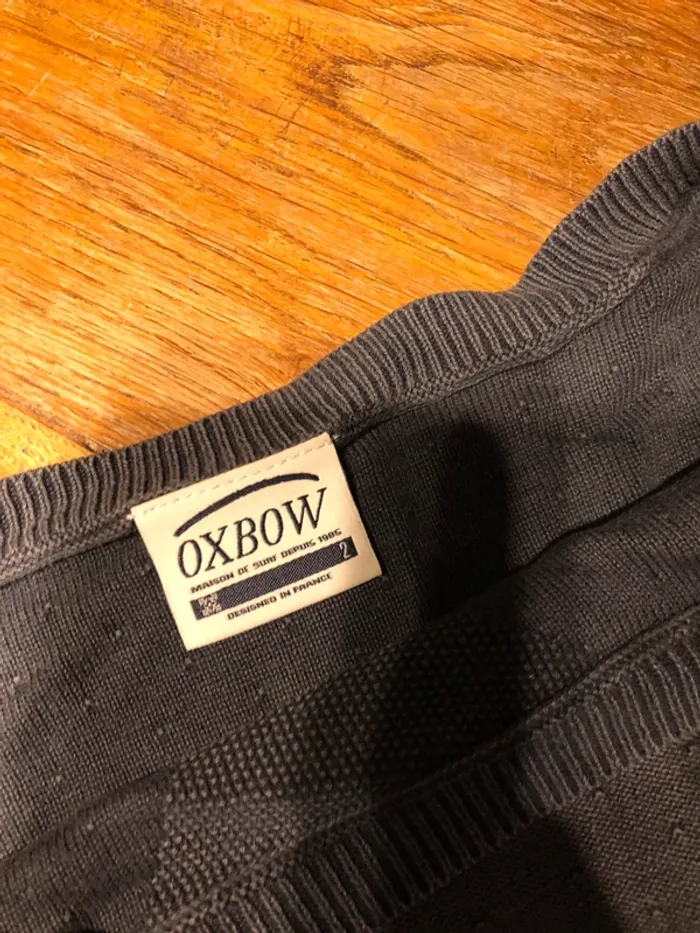 OXBOW
MAISON DE SURF DEPUIS 1985
2
DESIGNED IN FRANCE